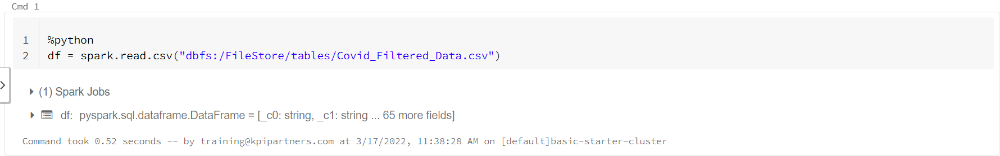 Cmd 1
1 %python
2 df = spark.read.csv("dbfs:/FileStore/tables/Covid_Filtered_Data.csv")
(1) Spark Jobs
df: pyspark.sql.dataframe.DataFrame = [_c0: string, _c1: string ... 65 more fields]
Command took 0.52 seconds -- by training@kpipartners.com at 3/17/2022, 11:38:28 AM on [default]basic-starter-cluster